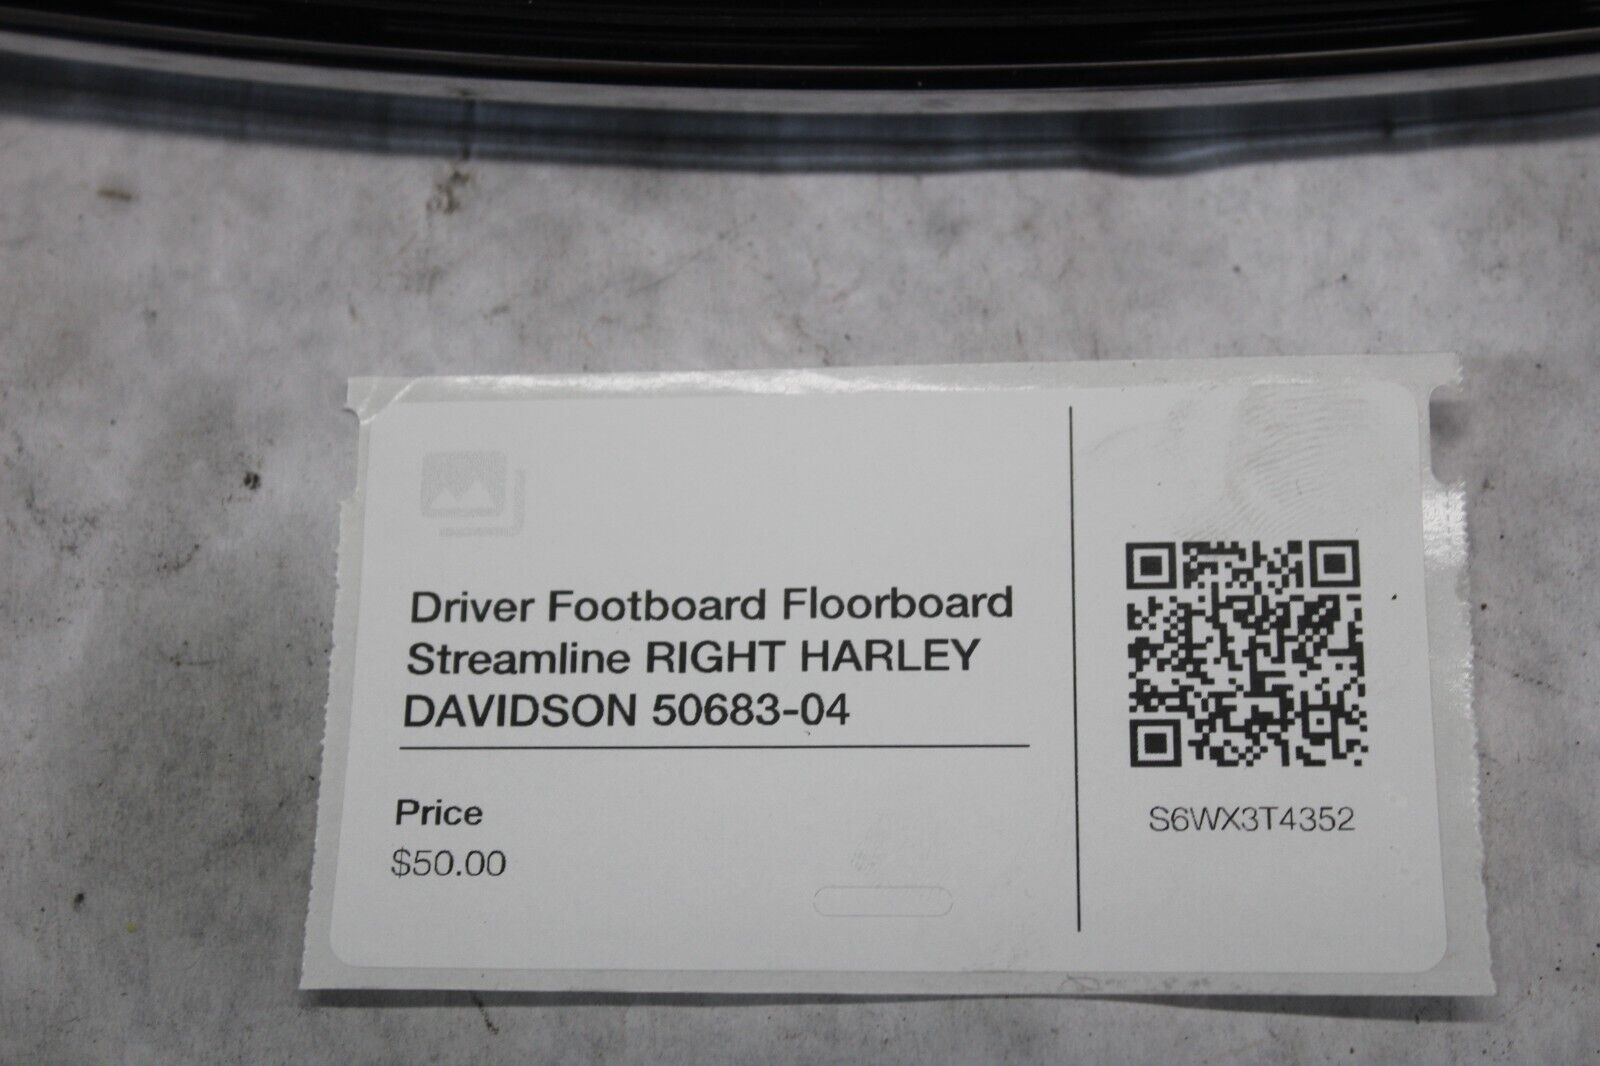 Driver Footboard Floorboard
Streamline RIGHT HARLEY
DAVIDSON 50683-04
Price
$50.00
S6WX3T4352